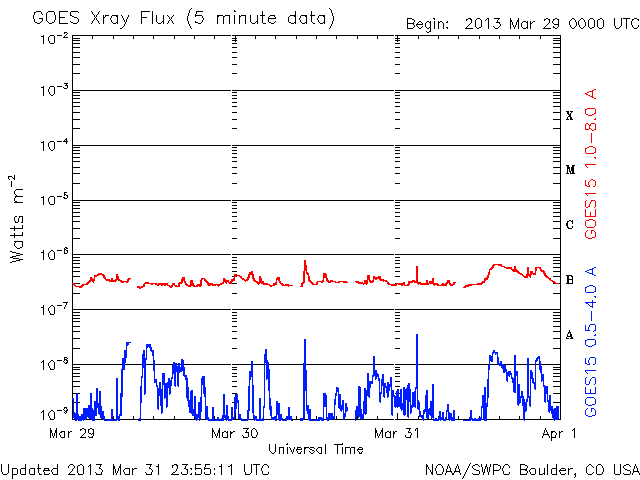 GOES Xray Flux (5 minute data)
Begin: 2013 Mar 29 0000 UTC
10⁻²
10⁻³
10⁻⁴
10⁻⁵
10⁻⁶
10⁻⁷
10⁻⁸
10⁻⁹
Watts m⁻²
X
M
C
B
A
GOES15 1.0-8.0 A
GOES15 0.5-4.0 A
Mar 29
Mar 30
Mar 31
Apr 1
Universal Time
Updated 2013 Mar 31 23:55:11 UTC
NOAA/SWPC Boulder, CO USA